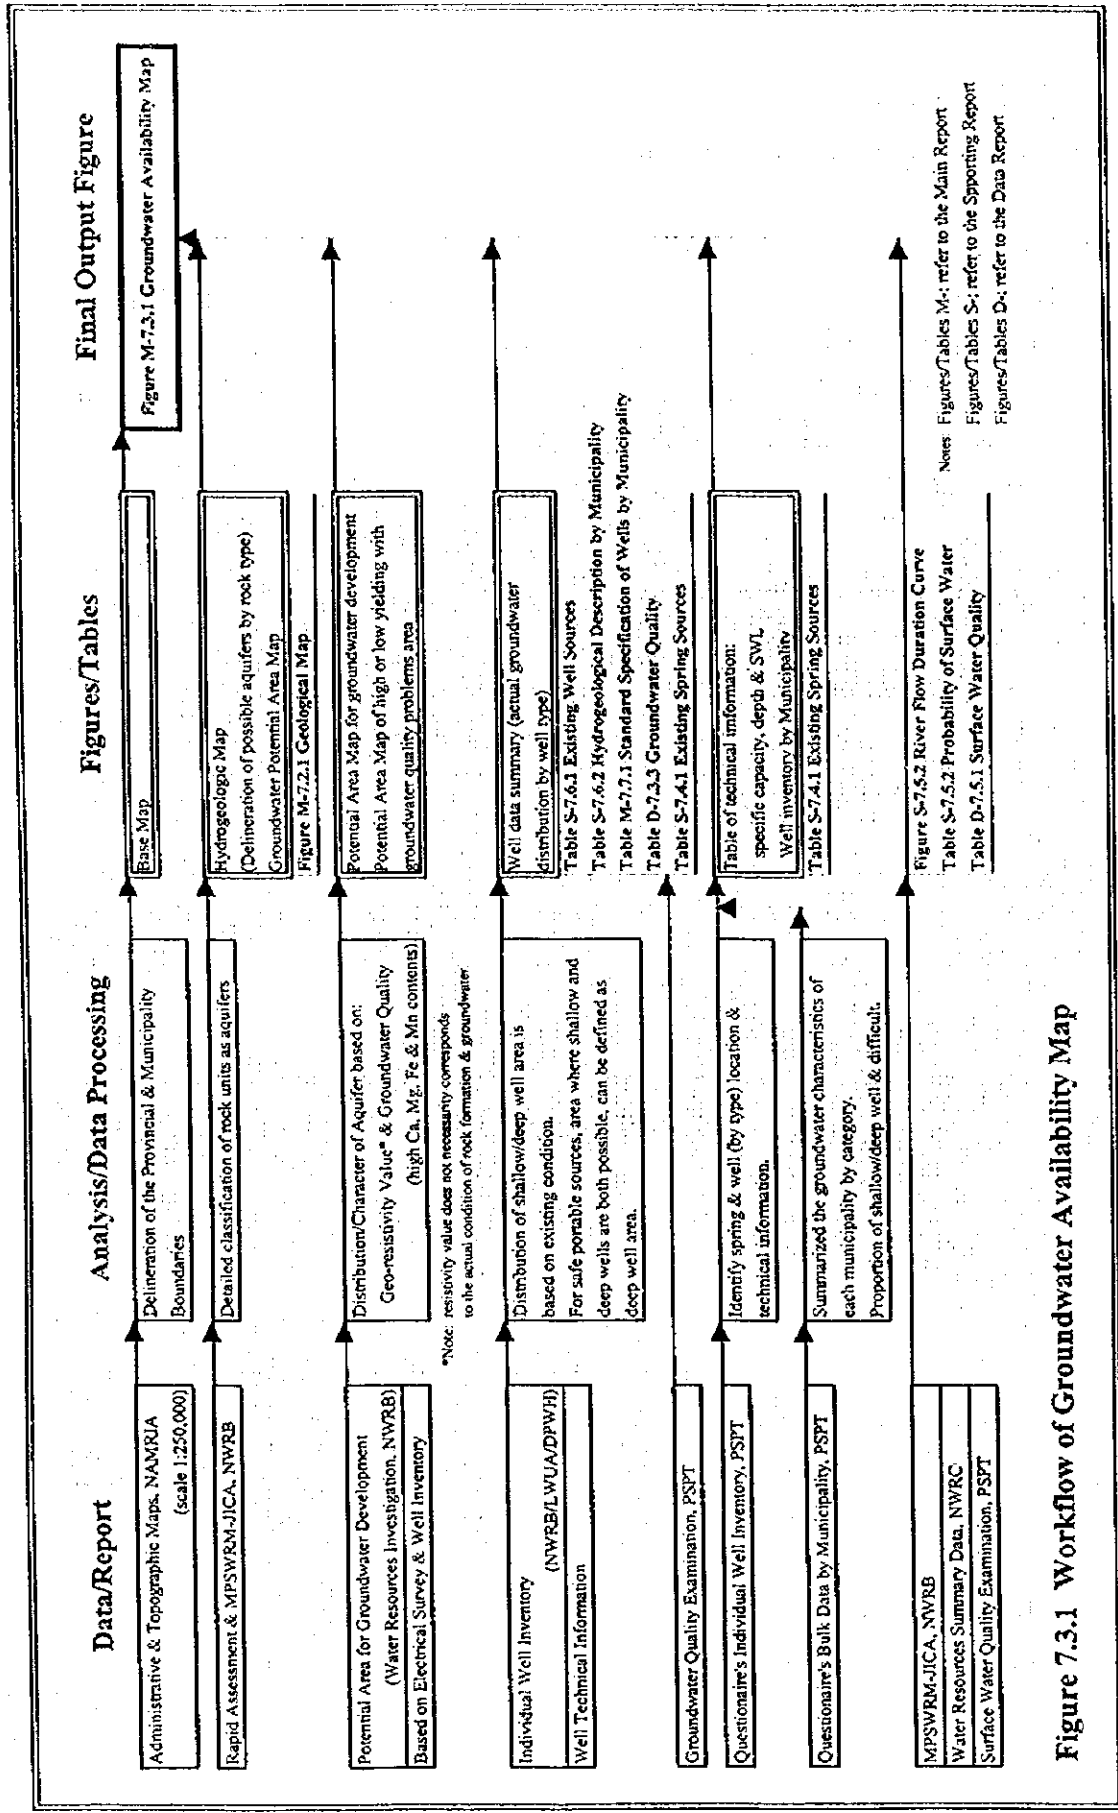 Data/Report
Analysis/Data Processing
Figures/Tables
Final Output Figure
Administrative & Topographic Maps, NAMRIA
(scale 1:250,000)
Delineration of the Provincial & Municipality
Boundaries
Base Map
Figure M-7.3.1 Groundwater Availability Map
Rapid Assessment & MPSWRM-JICA, NWRB
Detailed classification of rock units as aquifers
Hydrogeologic Map
(Delineration of possible aquifers by rock type)
Groundwater Potential Area Map
Figure M-7.2.1 Geological Map
Potential Area for Groundwater Development
(Water Resources Investigation, NWRB)
Based on Electrical Survey & Well Inventory
Distribution/Character of Aquifer based on:
Geo-resistivity Value* & Groundwater Quality
(high Ca, Mg, Fe & Mn contents)
*Note: resistivity value does not necessarity corresponds
to the actual condition of rock formation & groundwater
Potential Area Map for groundwater development
Potential Area Map of high or low yielding with
groundwater quality problems area
Individual Well Inventory
(NWRB/LWUA/DPWH)
Well Technical Information
Distribution of shallow/deep well area is
based on existing condition.
For safe portable sources, area where shallow and
deep wells are both possible, can be defined as
deep well area.
Well data summary (actual groundwater
distribution by well type)
Table S-7.6.1 Existing Well Sources
Table S-7.6.2 Hydrogeological Description by Municipality
Table M-7.7.1 Standard Specification of Wells by Municipality
Table D-7.3.3 Groundwater Quality
Table S-7.4.1 Existing Spring Sources
Groundwater Quality Examination, PSPT
Questionaire's Individual Well Inventory, PSPT
Identify spring & well (by type) location &
technical information.
Table of technical imformation:
specific capacity, depth & SWL
Well inventory by Municipality
Table S-7.4.1 Existing Spring Sources
Questionaire's Bulk Data by Municipality, PSPT
Summarized the groundwater characteristics of
each municipality by category.
Proportion of shallow/deep well & difficult.
MPSWRM-JICA, NWRB
Water Resources Summary Data, NWRC
Surface Water Quality Examination, PSPT
Figure S-7.5.2 River Flow Duration Curve
Table S-7.5.2 Probability of Surface Water
Table D-7.5.1 Surface Water Quality
Notes: Figures/Tables M-; refer to the Main Report
Figures/Tables S-; refer to the Spporting Report
Figures/Tables D-; refer to the Data Report
Figure 7.3.1 Workflow of Groundwater Availability Map